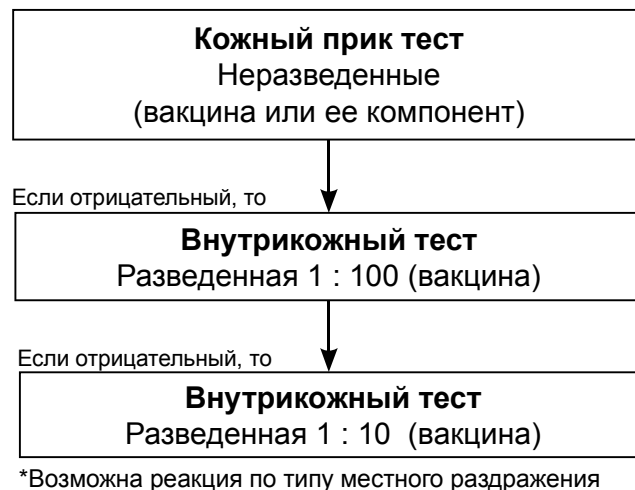 Кожный прик тест
Неразведенные
(вакцина или ее компонент)
Если отрицательный, то
Внутрикожный тест
Разведенная 1 : 100 (вакцина)
Если отрицательный, то
Внутрикожный тест
Разведенная 1 : 10 (вакцина)
*Возможна реакция по типу местного раздражения